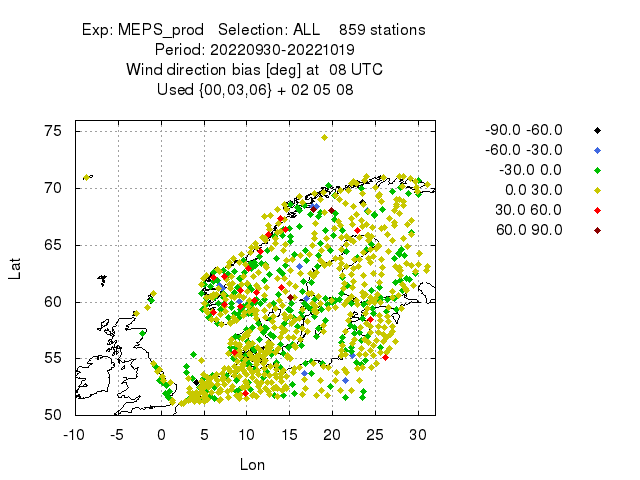 Exp: MEPS_prod Selection: ALL 859 stations
Period: 20220930-20221019
Wind direction bias [deg] at 08 UTC
Used {00,03,06} + 02 05 08
75
70
65
60
55
50
Lat
-10 -5 0 5 10 15 20 25 30
Lon
-90.0 -60.0
-60.0 -30.0
-30.0 0.0
0.0 30.0
30.0 60.0
60.0 90.0